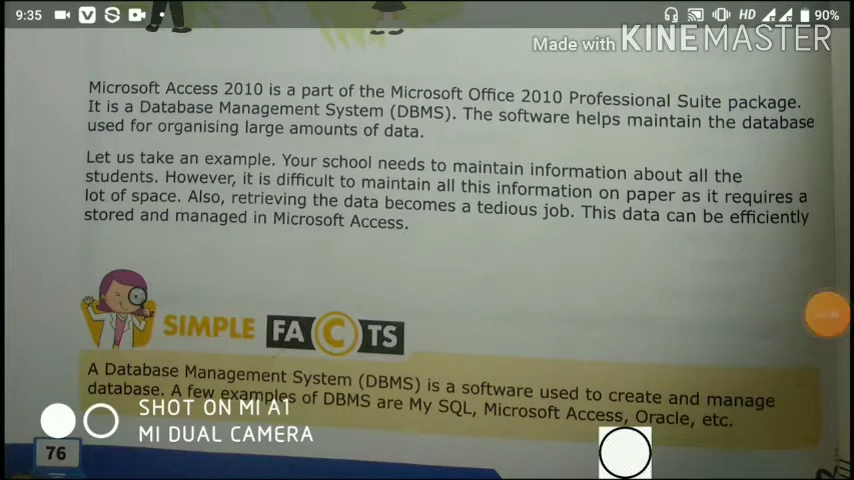 9:35
HD
90%
Made with KINEMASTER
Microsoft Access 2010 is a part of the Microsoft Office 2010 Professional Suite package.
It is a Database Management System (DBMS). The software helps maintain the database
used for organising large amounts of data.
Let us take an example. Your school needs to maintain information about all the
students. However, it is difficult to maintain all this information on paper as it requires a
lot of space. Also, retrieving the data becomes a tedious job. This data can be efficiently
stored and managed in Microsoft Access.
SIMPLE FACTS
A Database Management System (DBMS) is a software used to create and manage
database. A few examples of DBMS are My SQL, Microsoft Access, Oracle, etc.
SHOT ON MI A1
MI DUAL CAMERA
76